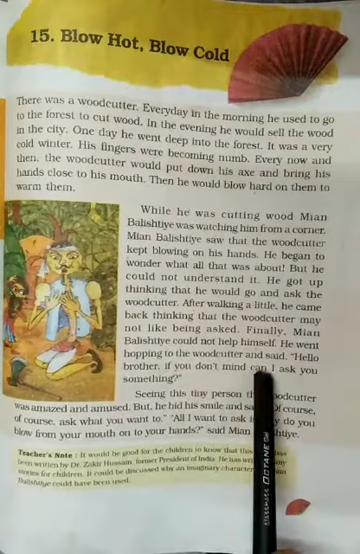 15. Blow Hot, Blow Cold
There was a woodcutter. Everyday in the morning he used to go
to the forest to cut wood. In the evening he would sell the wood
in the city. One day he went deep into the forest. It was a very
cold winter. His fingers were becoming numb. Every now and
then, the woodcutter would put down his axe and bring his
hands close to his mouth. Then he would blow hard on them to
warm them.
While he was cutting wood Mian
Balishtiye was watching him from a corner.
Mian Balishtiye saw that the woodcutter
kept blowing on his hands. He began to
wonder what all that was about! But he
could not understand it. He got up
thinking that he would go and ask the
woodcutter. After walking a little, he came
back thinking that the woodcutter may
not like being asked. Finally, Mian
Balishtiye could not help himself. He went
hopping to the woodcutter and said, "Hello
brother, if you don't mind can I ask you
something?"
Seeing this tiny person
was amazed and amused. But, he hid his smile and
of course, ask what you want to." "All I want to ask do you
blow from your mouth on to your hands?" said Mian
Teacher's Note : It would be good for the children to know that this
been written by Dr. Zakir Hussain, former President of India. He has
stories for children. It could be discussed why an imaginary
Balishtiye could have been used.
CLASSMATE OCTANE